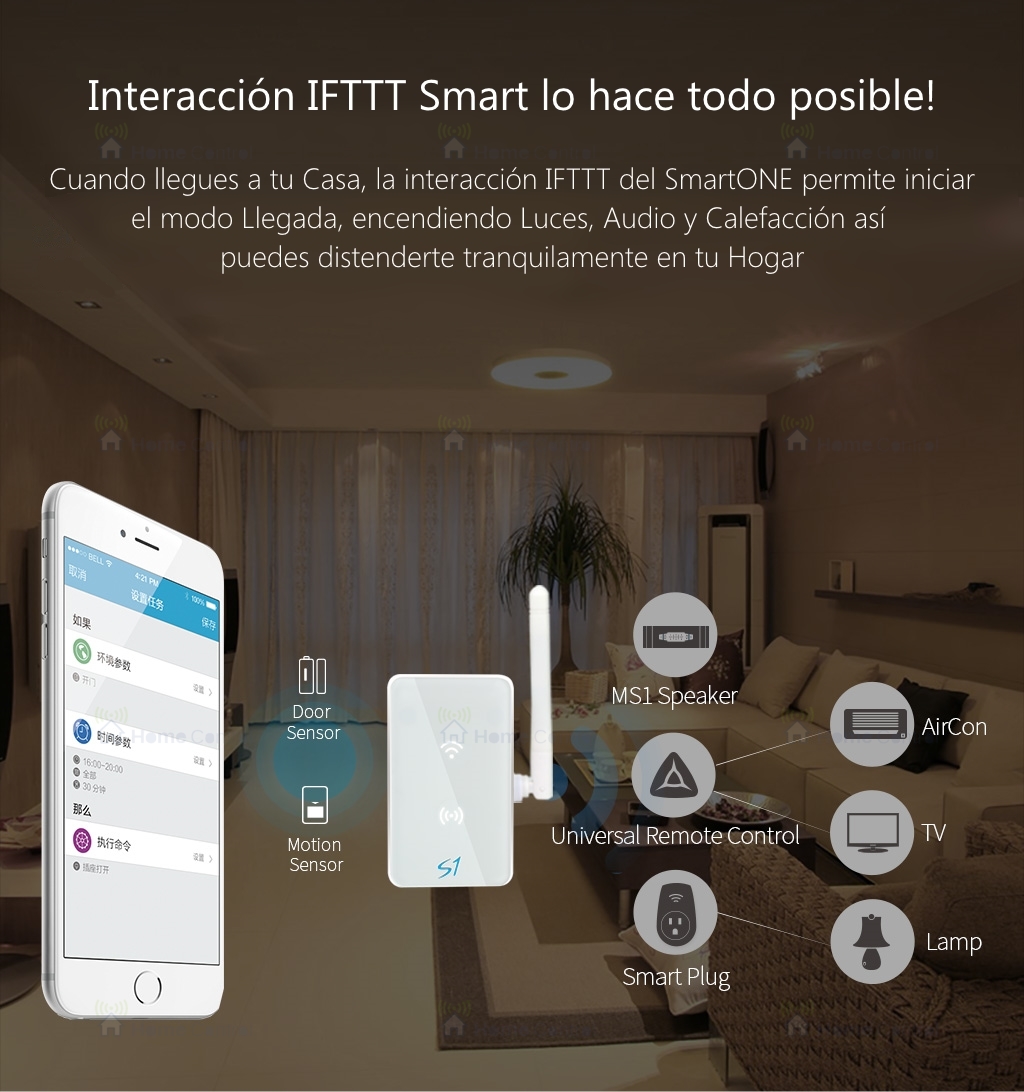 Interacción IFTTT Smart lo hace todo posible!
Cuando llegues a tu Casa, la interacción IFTTT del SmartONE permite iniciar
el modo Llegada, encendiendo Luces, Audio y Calefacción así
puedes distenderte tranquilamente en tu Hogar
BELL
4:21 PM
100%
取消
设置任务
保存
如果
环境参数
开门
设置
时间参数
设置
16:00~20:00
全部
30 分钟
那么
执行命令
设置
插座打开
Door
Sensor
Motion
Sensor
S1
MS1 Speaker
AirCon
Universal Remote Control
TV
Smart Plug
Lamp
Home Central